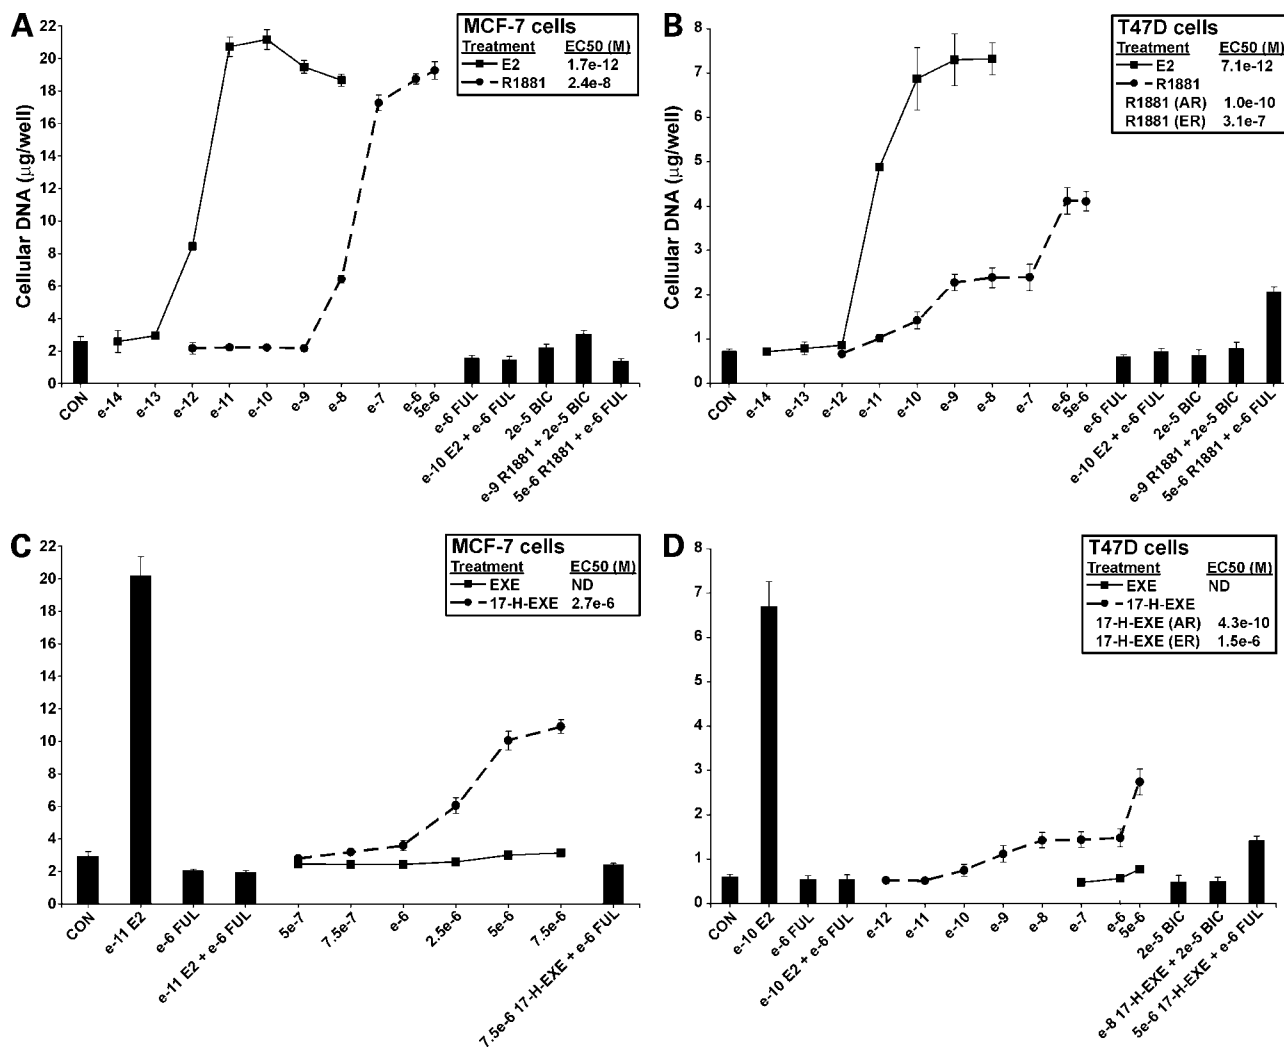 A
MCF-7 cells
Treatment EC50 (M)
E2 1.7e-12
R1881 2.4e-8
Cellular DNA (µg/well)
22
20
18
16
14
12
10
8
6
4
2
0
CON
e-14
e-13
e-12
e-11
e-10
e-9
e-8
e-7
e-6
5e-6
e-6 FUL
e-10 E2 + e-6 FUL
2e-5 BIC
e-9 R1881 + 2e-5 BIC
5e-6 R1881 + e-6 FUL
B
T47D cells
Treatment EC50 (M)
E2 7.1e-12
R1881
R1881 (AR) 1.0e-10
R1881 (ER) 3.1e-7
Cellular DNA (µg/well)
8
7
6
5
4
3
2
1
0
CON
e-14
e-13
e-12
e-11
e-10
e-9
e-8
e-7
e-6
5e-6
e-6 FUL
e-10 E2 + e-6 FUL
2e-5 BIC
e-9 R1881 + 2e-5 BIC
5e-6 R1881 + e-6 FUL
C
MCF-7 cells
Treatment EC50 (M)
EXE ND
17-H-EXE 2.7e-6
22
20
18
16
14
12
10
8
6
4
2
0
CON
e-11 E2
e-6 FUL
e-11 E2 + e-6 FUL
5e-7
7.5e-7
e-6
2.5e-6
5e-6
7.5e-6
7.5e-6 17-H-EXE + e-6 FUL
D
T47D cells
Treatment EC50 (M)
EXE ND
17-H-EXE
17-H-EXE (AR) 4.3e-10
17-H-EXE (ER) 1.5e-6
8
7
6
5
4
3
2
1
0
CON
e-10 E2
e-6 FUL
e-10 E2 + e-6 FUL
e-12
e-11
e-10
e-9
e-8
e-7
e-6
5e-6
2e-5 BIC
e-8 17-H-EXE + 2e-5 BIC
5e-6 17-H-EXE + e-6 FUL